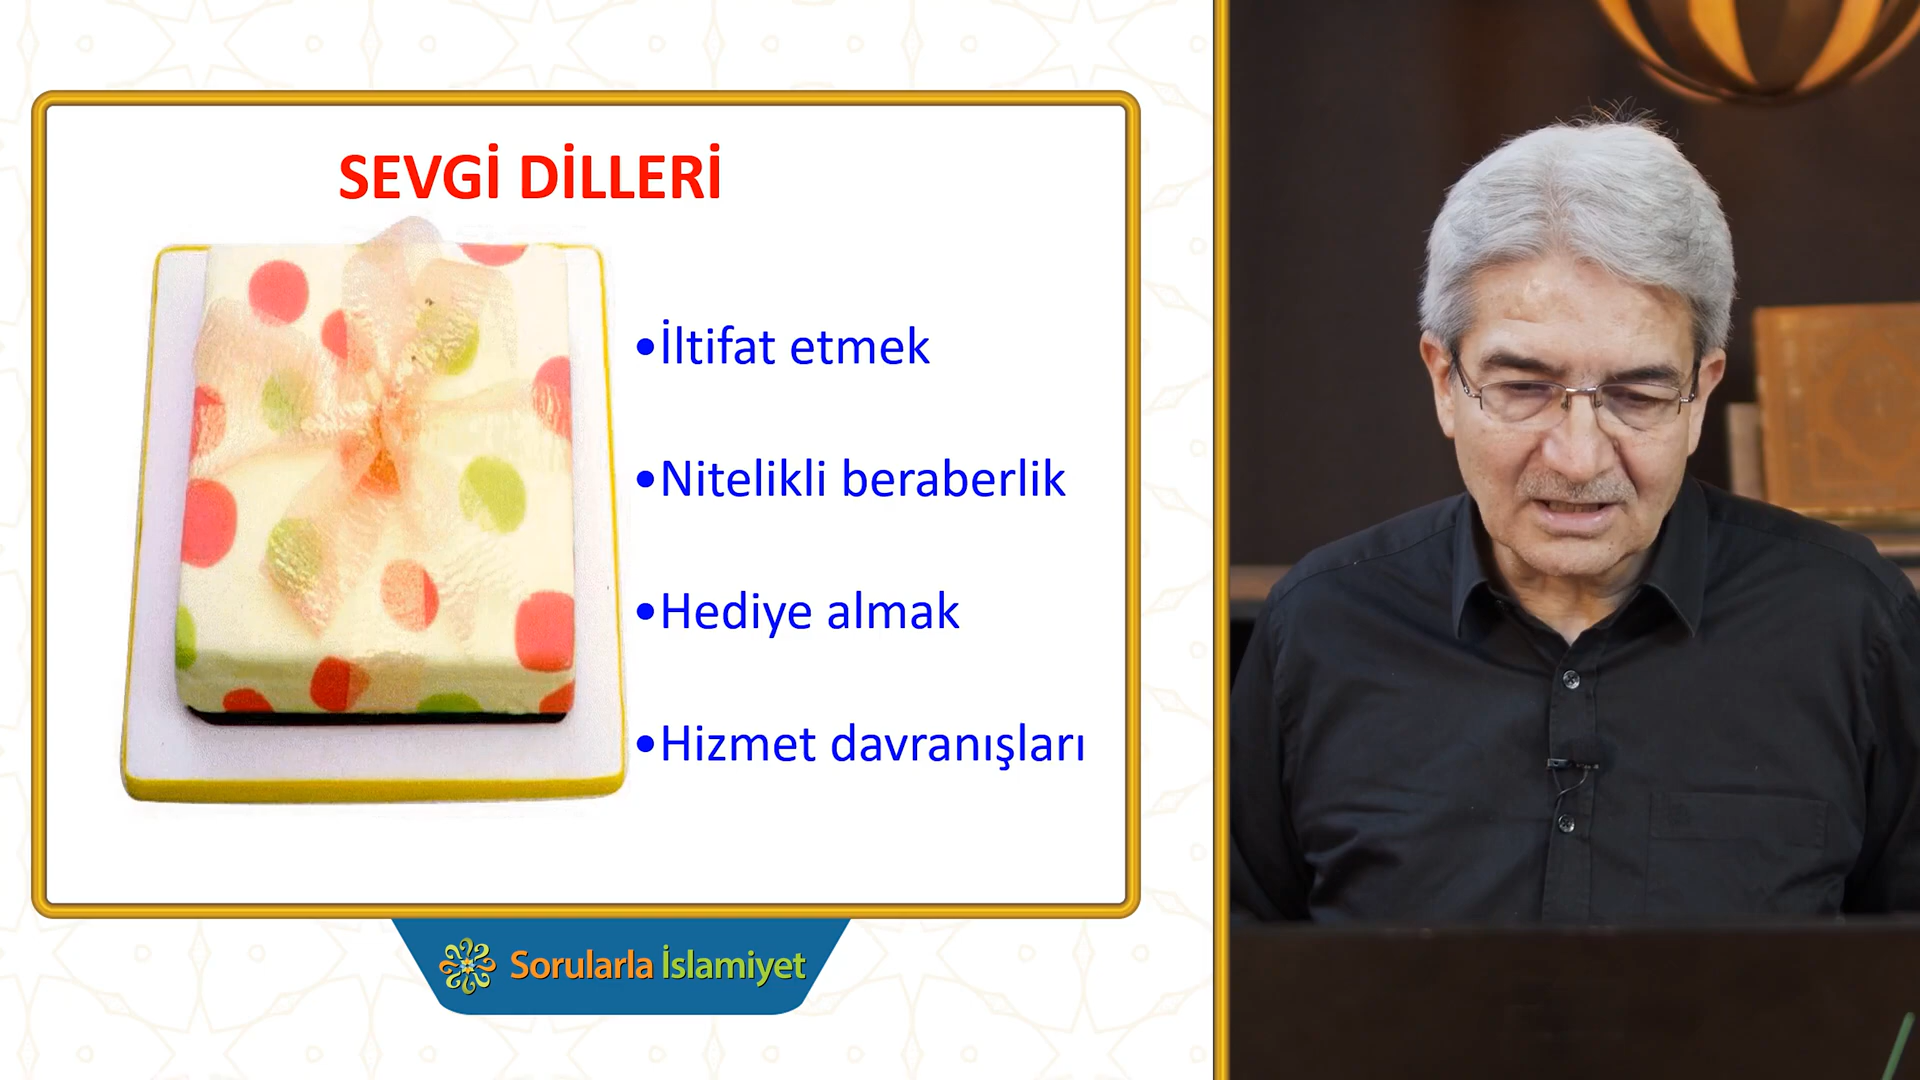 SEVGİ DİLLERİ
•İltifat etmek
•Nitelikli beraberlik
•Hediye almak
•Hizmet davranışları
Sorularla İslamiyet